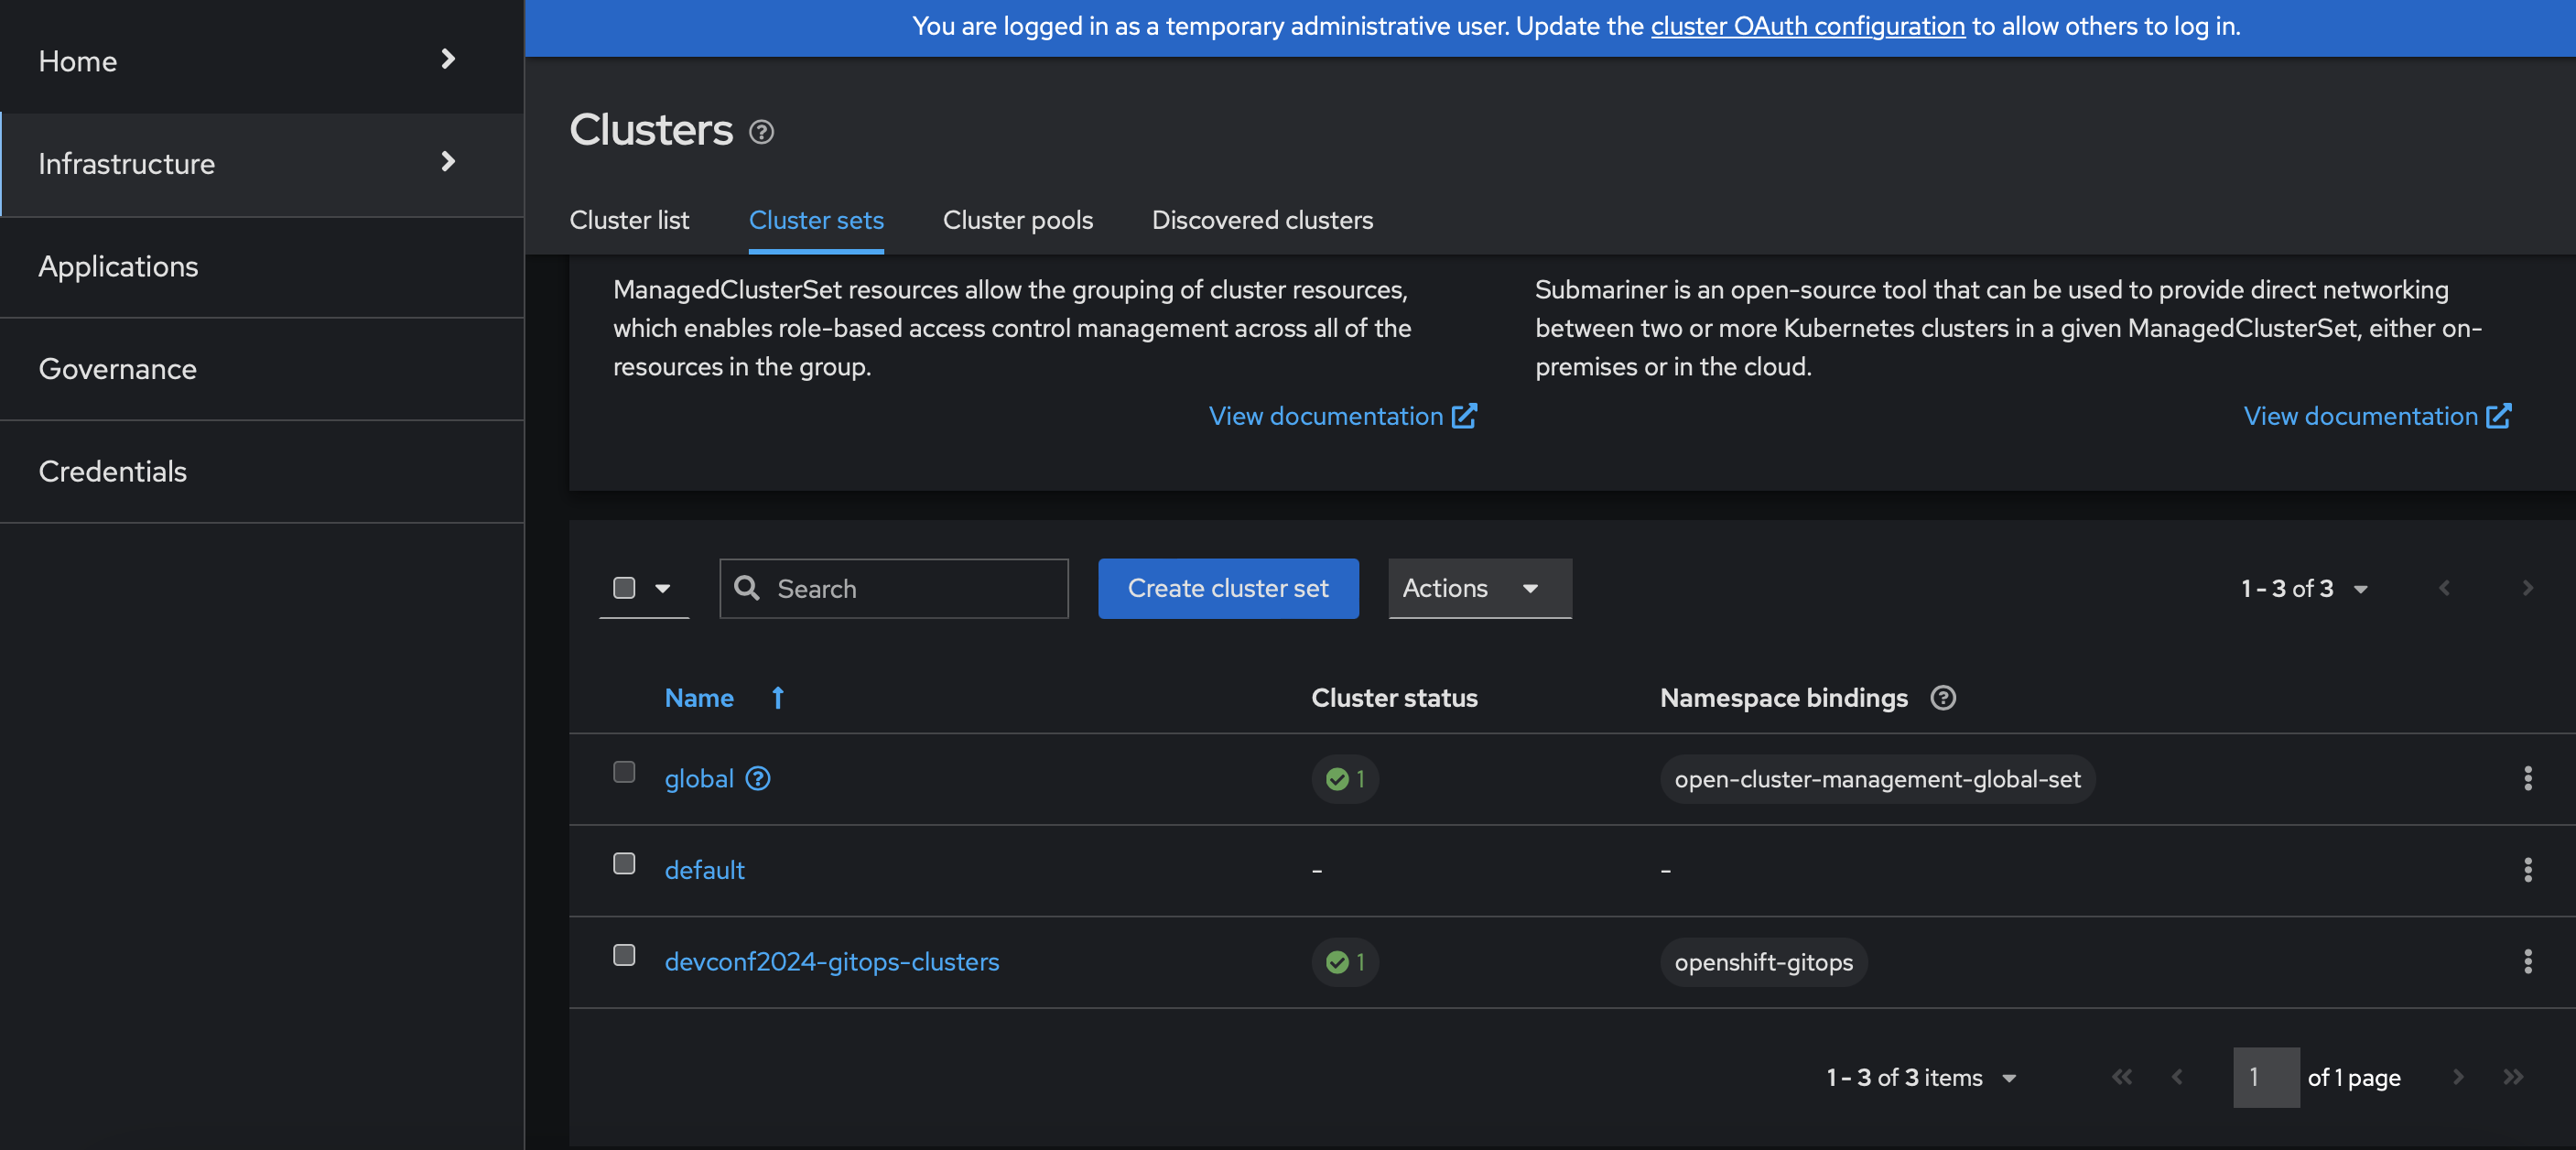 You are logged in as a temporary administrative user. Update the cluster OAuth configuration to allow others to log in.
Home
Infrastructure
Applications
Governance
Credentials
Clusters
Cluster list
Cluster sets
Cluster pools
Discovered clusters
ManagedClusterSet resources allow the grouping of cluster resources,
which enables role-based access control management across all of the
resources in the group.
View documentation
Submariner is an open-source tool that can be used to provide direct networking
between two or more Kubernetes clusters in a given ManagedClusterSet, either on-
premises or in the cloud.
View documentation
Search
Create cluster set
Actions
1 - 3 of 3
Name Cluster status Namespace bindings
global 1 open-cluster-management-global-set
default - -
devconf2024-gitops-clusters 1 openshift-gitops
1 - 3 of 3 items
1 of 1 page